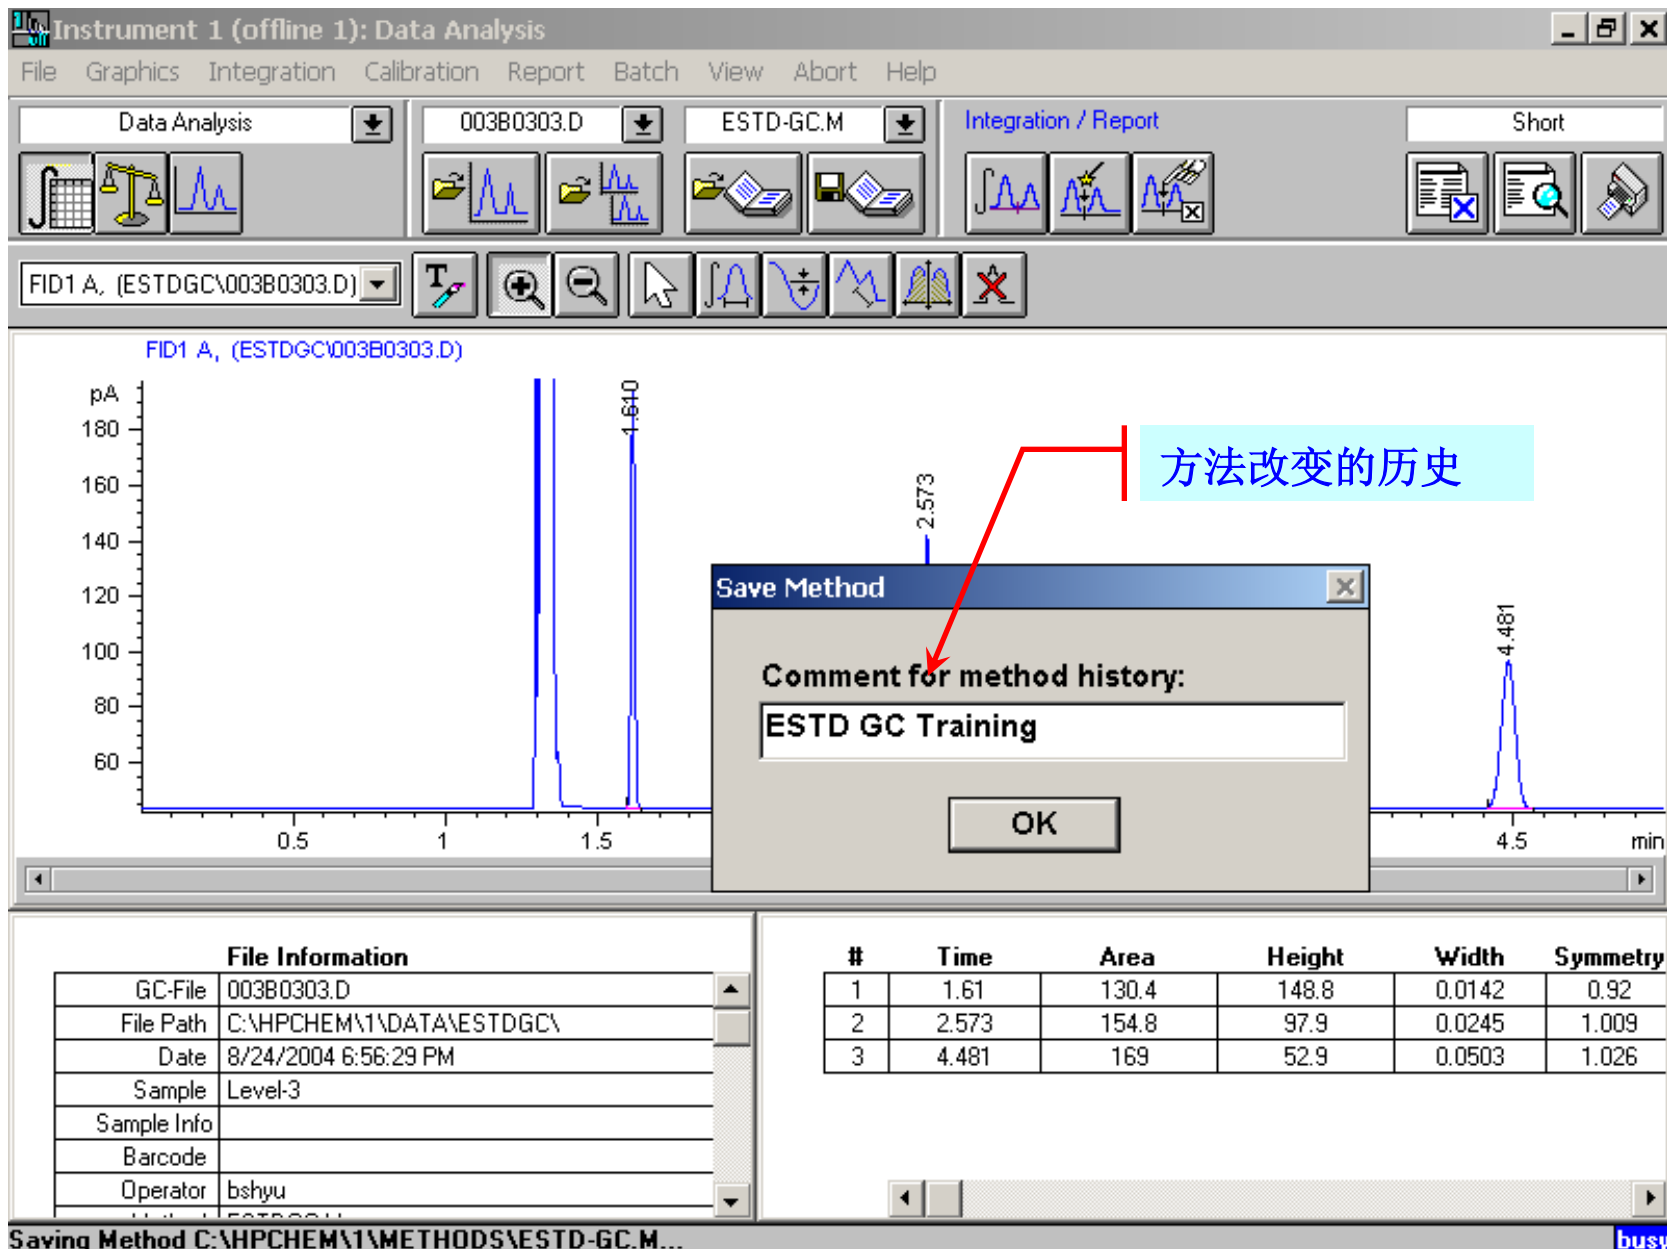 Instrument 1 (offline 1): Data Analysis
File Graphics Integration Calibration Report Batch View Abort Help
Data Analysis 003B0303.D ESTD-GC.M Integration / Report Short
FID1 A, (ESTDGC\003B0303.D)
FID1 A, (ESTDGC\003B0303.D)
pA
180
160
140
120
100
80
60
1.610
2.573
4.481
0.5 1 1.5 4.5 min
方法改变的历史
Save Method
Comment for method history:
ESTD GC Training
OK
File Information
GC-File 003B0303.D
File Path C:\HPCHEM\1\DATA\ESTDGC\
Date 8/24/2004 6:56:29 PM
Sample Level-3
Sample Info
Barcode
Operator bshyu
# Time Area Height Width Symmetry
1 1.61 130.4 148.8 0.0142 0.92
2 2.573 154.8 97.9 0.0245 1.009
3 4.481 169 52.9 0.0503 1.026
Saving Method C:\HPCHEM\1\METHODS\ESTD-GC.M...
busy